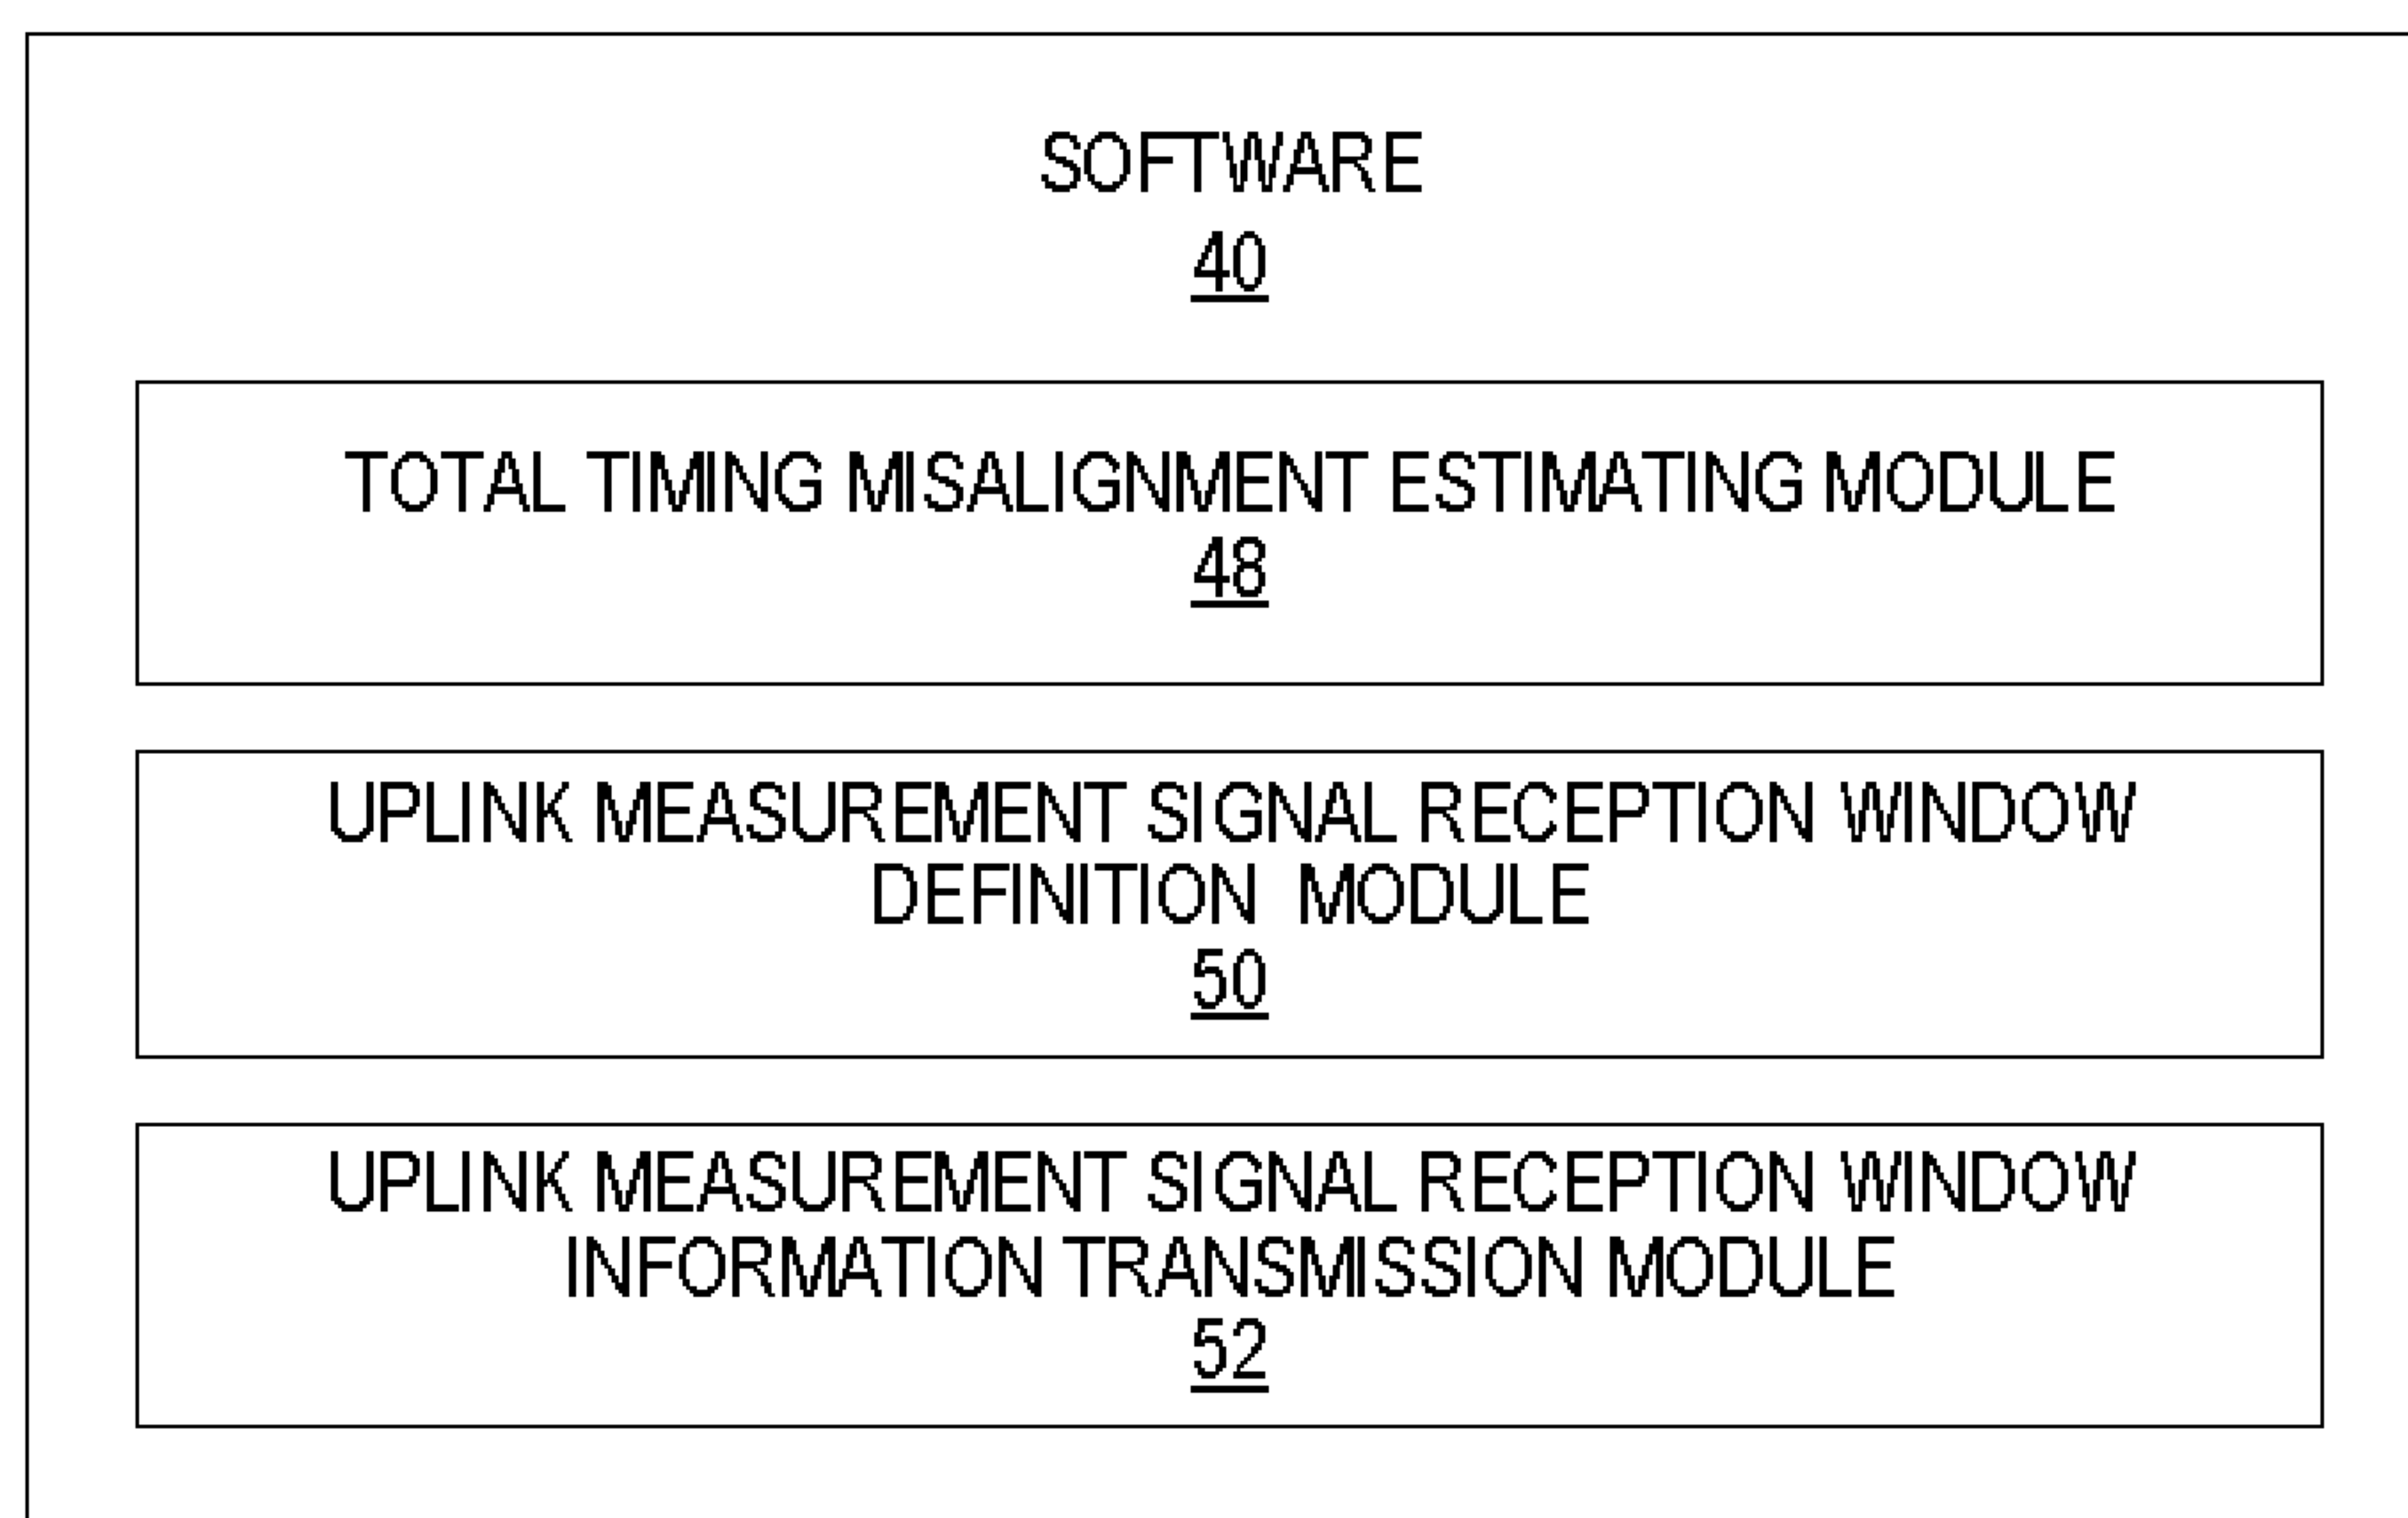 SOFTWARE
40
TOTAL TIMING MISALIGNMENT ESTIMATING MODULE
48
UPLINK MEASUREMENT SIGNAL RECEPTION WINDOW
DEFINITION MODULE
50
UPLINK MEASUREMENT SIGNAL RECEPTION WINDOW
INFORMATION TRANSMISSION MODULE
52